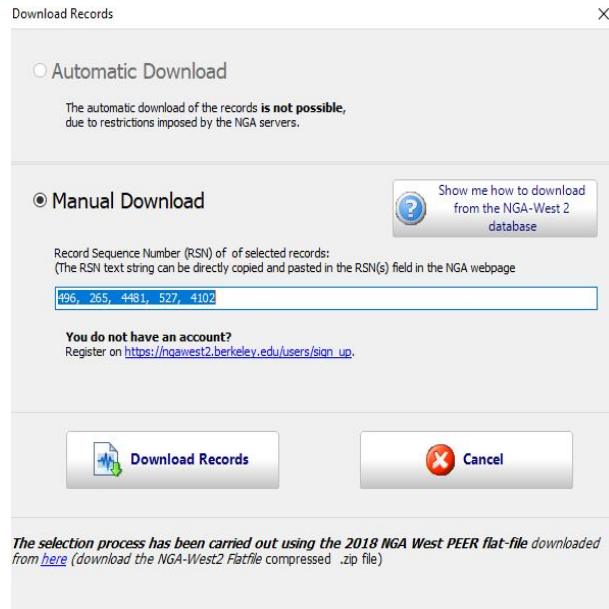 Download Records
Automatic Download
The automatic download of the records is not possible,
due to restrictions imposed by the NGA servers.
Manual Download
Show me how to download
from the NGA-West 2
database
Record Sequence Number (RSN) of of selected records:
(The RSN text string can be directly copied and pasted in the RSN(s) field in the NGA webpage
496, 265, 4481, 527, 4102
You do not have an account?
Register on https://ngawest2.berkeley.edu/users/sign_up.
Download Records
Cancel
The selection process has been carried out using the 2018 NGA West PEER flat-file downloaded
from here (download the NGA-West2 Flatfile compressed .zip file)